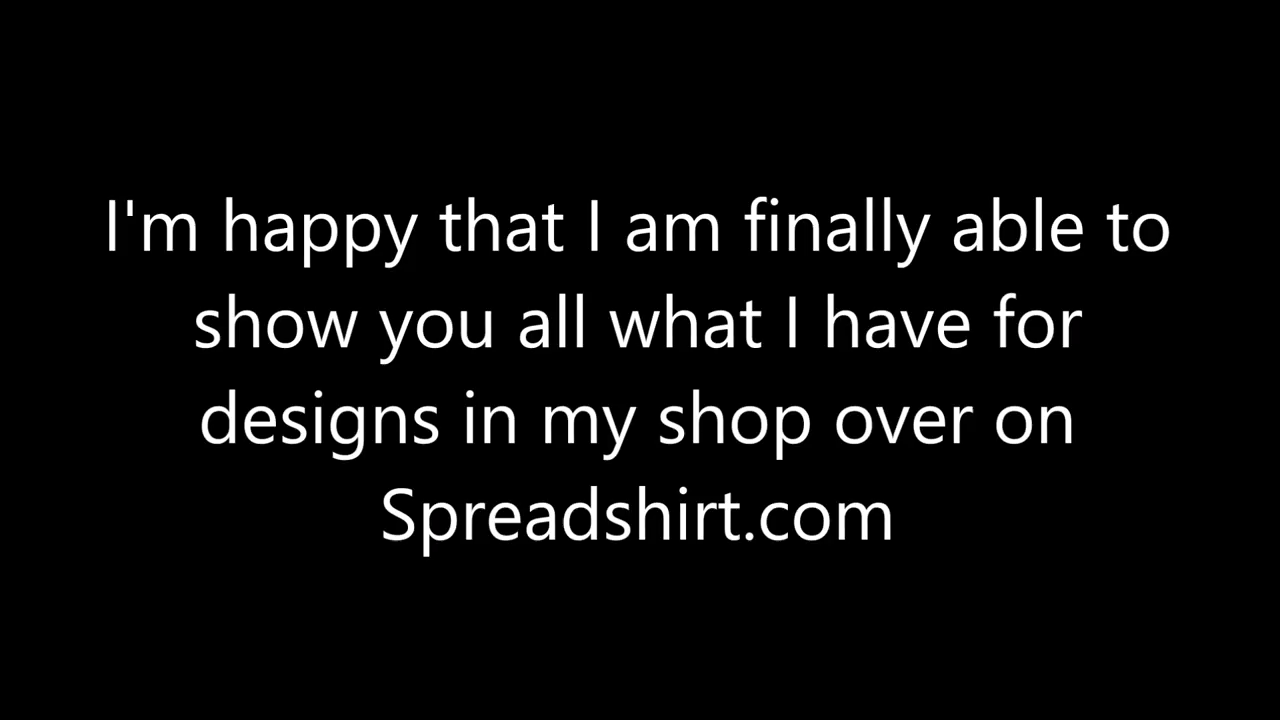 I'm happy that I am finally able to
show you all what I have for
designs in my shop over on
Spreadshirt.com